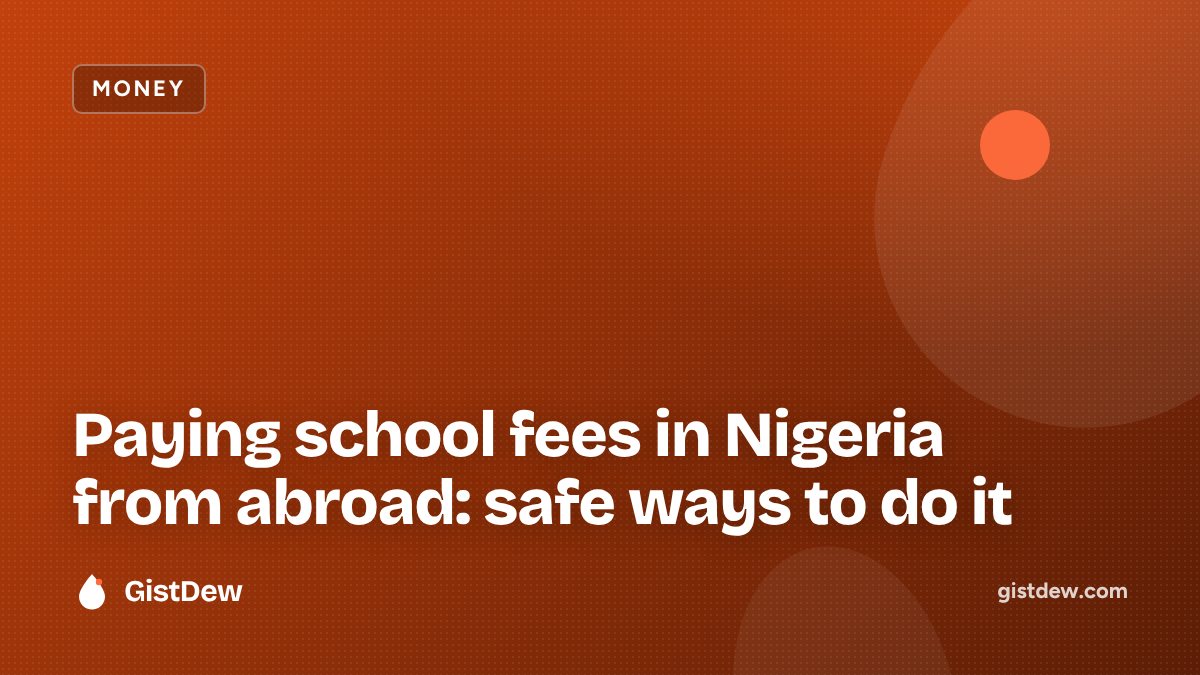 MONEY
Paying school fees in Nigeria
from abroad: safe ways to do it
GistDew
gistdew.com